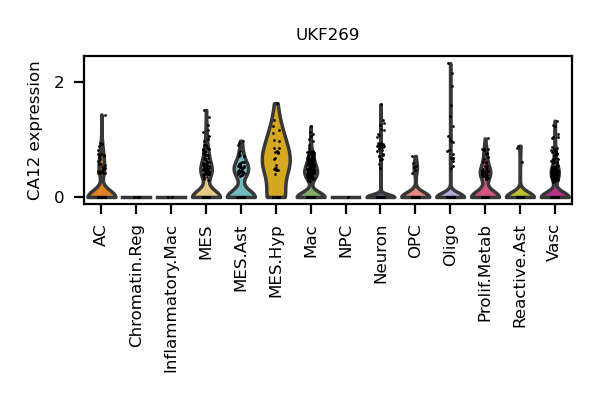 UKF269
CA12 expression
2
0
AC
Chromatin.Reg
Inflammatory.Mac
MES
MES.Ast
MES.Hyp
Mac
NPC
Neuron
OPC
Oligo
Prolif.Metab
Reactive.Ast
Vasc